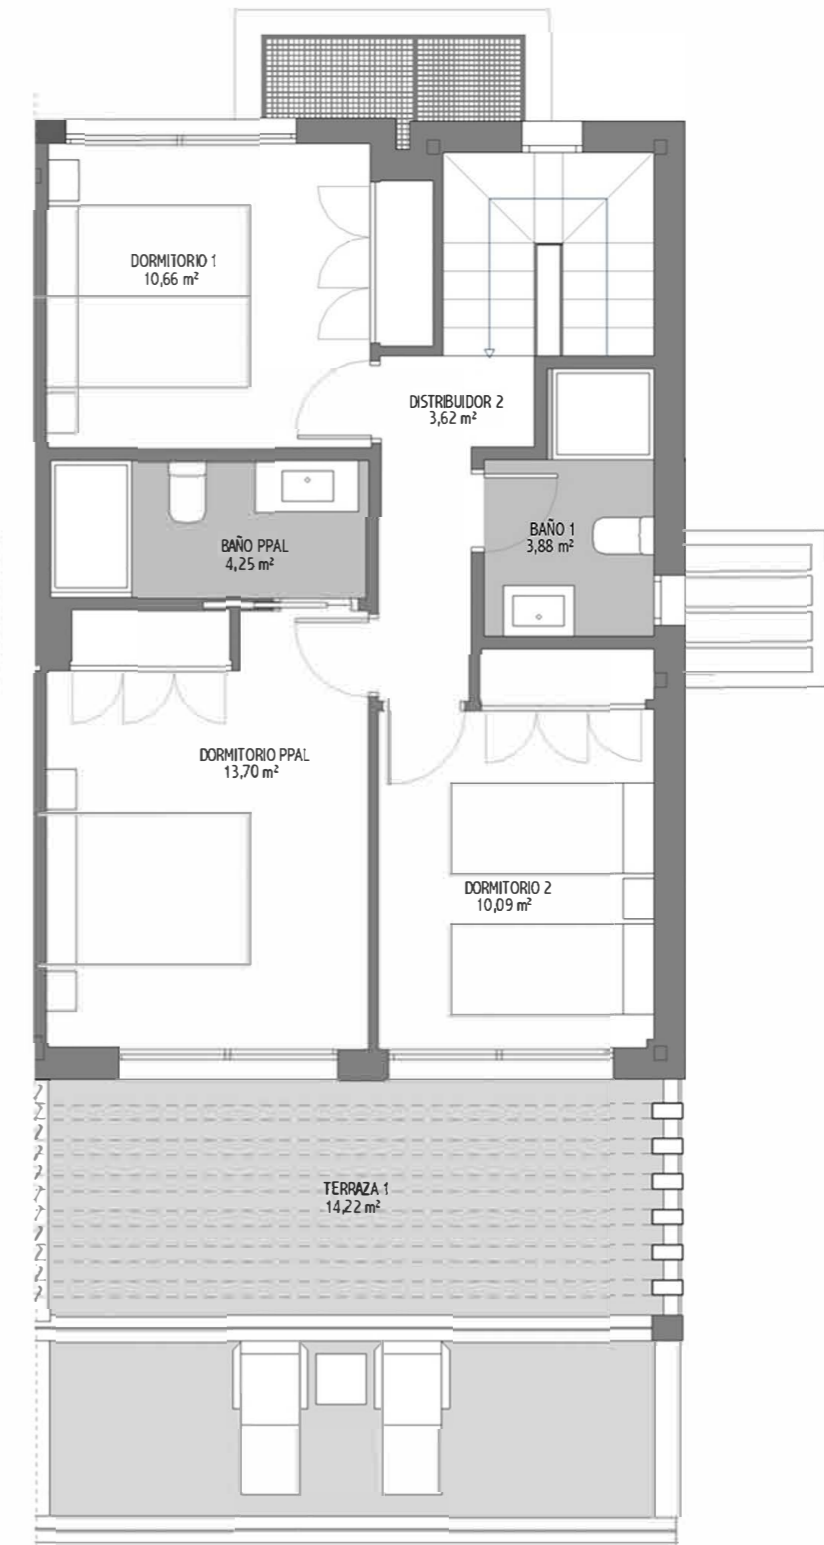 DORMITORIO 1
10,66 m²
DISTRIBUIDOR 2
3,62 m²
BAÑO PPAL
4,25 m²
BAÑO 1
3,88 m²
DORMITORIO PPAL
13,70 m²
DORMITORIO 2
10,09 m²
TERRAZA 1
14,22 m²